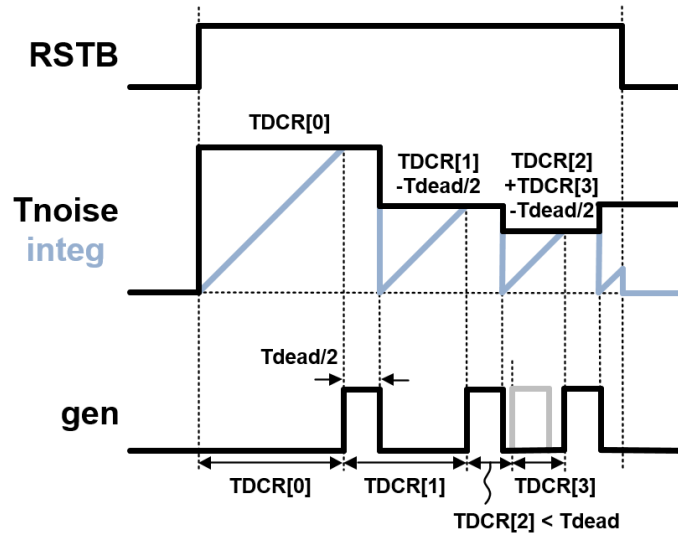 RSTB
TDCR[0]
TDCR[1]
-Tdead/2
TDCR[2]
+TDCR[3]
-Tdead/2
Tnoise
integ
Tdead/2
gen
TDCR[0]
TDCR[1]
TDCR[3]
TDCR[2] < Tdead